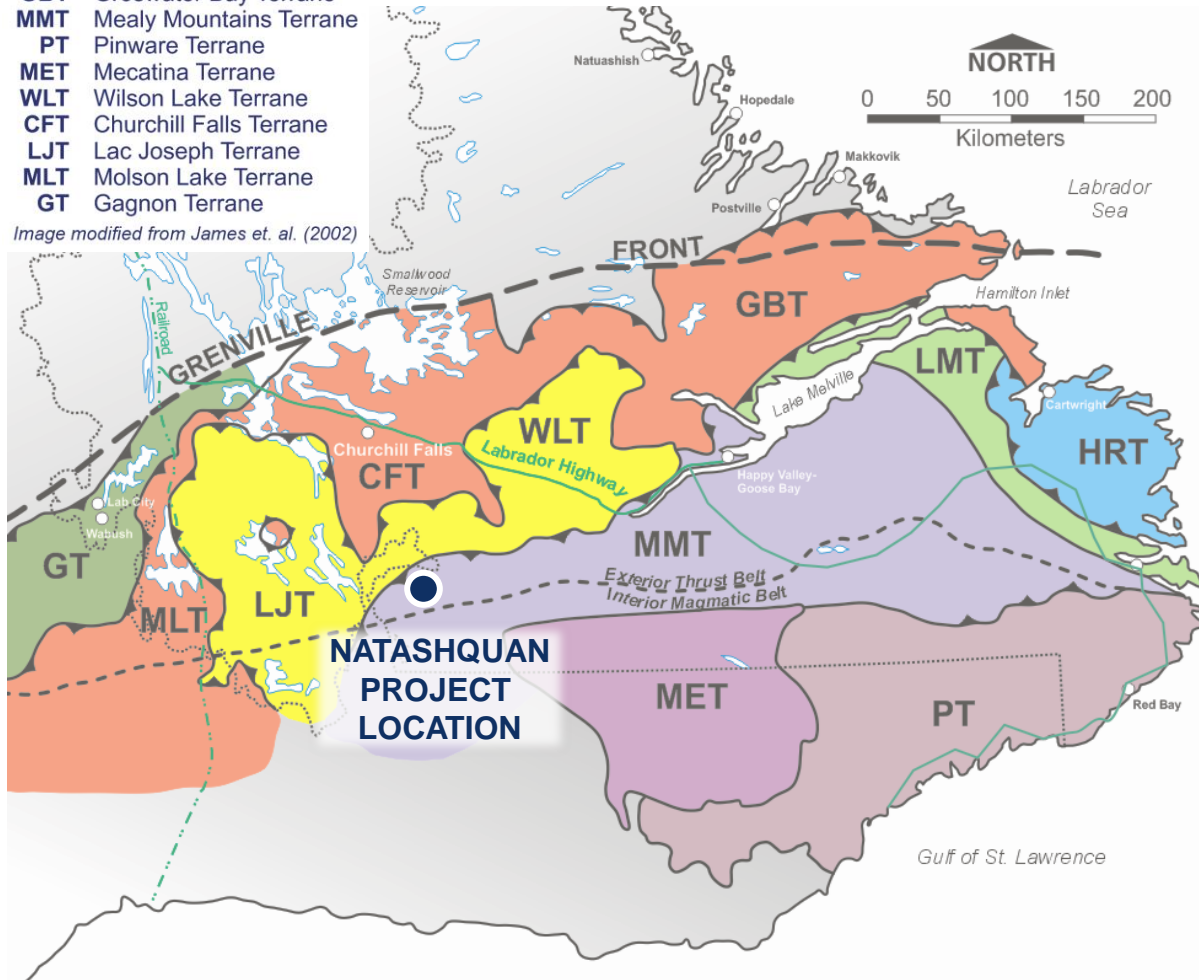 MMT Mealy Mountains Terrane
PT Pinware Terrane
MET Mecatina Terrane
WLT Wilson Lake Terrane
CFT Churchill Falls Terrane
LJT Lac Joseph Terrane
MLT Molson Lake Terrane
GT Gagnon Terrane
Image modified from James et. al. (2002)
NORTH
0 50 100 150 200
Kilometers
Natuashish
Hopedale
Makkovik
Postville
Labrador
Sea
FRONT
Smallwood
Reservoir
GBT
Hamilton Inlet
Railroad
GRENVILLE
LMT
Lake Melville
Cartwright
WLT
Churchill Falls
Labrador Highway
CFT
HRT
Happy Valley-
Goose Bay
Lab City
Wabush
MMT
GT
Exterior Thrust Belt
Interior Magmatic Belt
LJT
MLT
NATASHQUAN
PROJECT
LOCATION
MET
PT
Red Bay
Gulf of St. Lawrence